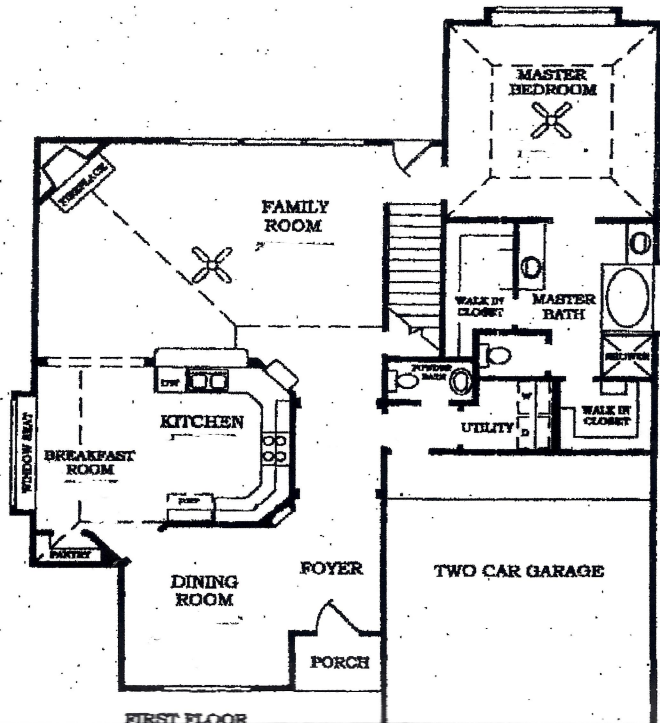 MASTER
BEDROOM
FIREPLACE
FAMILY
ROOM
WALK IN
CLOSET
MASTER
BATH
SHOWER
POWDER
BATH
D/W
KITCHEN
WINDOW SEAT
BREAKFAST
ROOM
UTILITY
W
D
WALK IN
CLOSET
PANTRY
DINING
ROOM
FOYER
TWO CAR GARAGE
PORCH
FIRST FLOOR